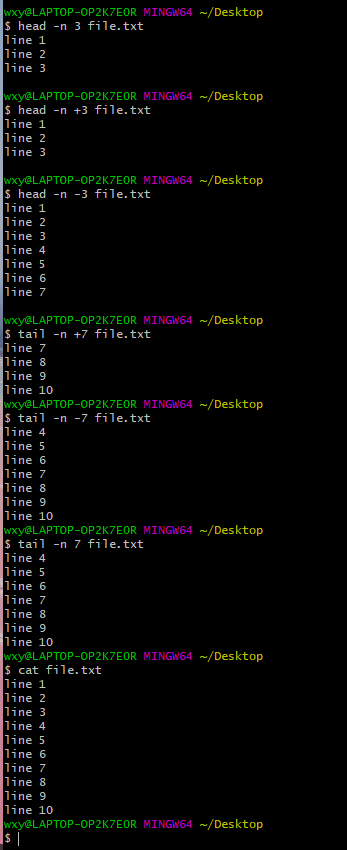 wxy@LAPTOP-OP2K7E0R MINGW64 ~/Desktop
$ head -n 3 file.txt
line 1
line 2
line 3
wxy@LAPTOP-OP2K7E0R MINGW64 ~/Desktop
$ head -n +3 file.txt
line 1
line 2
line 3
wxy@LAPTOP-OP2K7E0R MINGW64 ~/Desktop
$ head -n -3 file.txt
line 1
line 2
line 3
line 4
line 5
line 6
line 7
wxy@LAPTOP-OP2K7E0R MINGW64 ~/Desktop
$ tail -n +7 file.txt
line 7
line 8
line 9
line 10
wxy@LAPTOP-OP2K7E0R MINGW64 ~/Desktop
$ tail -n -7 file.txt
line 4
line 5
line 6
line 7
line 8
line 9
line 10
wxy@LAPTOP-OP2K7E0R MINGW64 ~/Desktop
$ tail -n 7 file.txt
line 4
line 5
line 6
line 7
line 8
line 9
line 10
wxy@LAPTOP-OP2K7E0R MINGW64 ~/Desktop
$ cat file.txt
line 1
line 2
line 3
line 4
line 5
line 6
line 7
line 8
line 9
line 10
wxy@LAPTOP-OP2K7E0R MINGW64 ~/Desktop
$